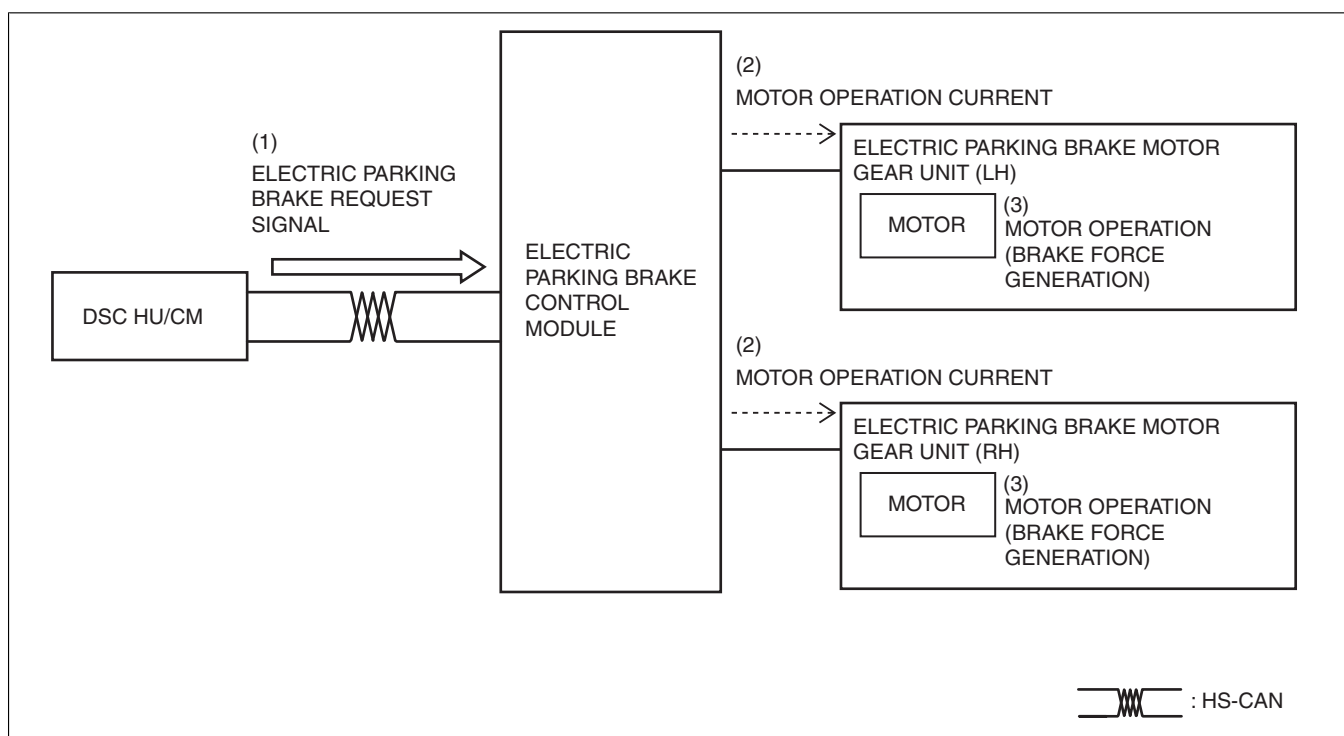 (1)
ELECTRIC PARKING
BRAKE REQUEST
SIGNAL
DSC HU/CM
ELECTRIC
PARKING BRAKE
CONTROL
MODULE
(2)
MOTOR OPERATION CURRENT
ELECTRIC PARKING BRAKE MOTOR
GEAR UNIT (LH)
MOTOR
(3)
MOTOR OPERATION
(BRAKE FORCE
GENERATION)
(2)
MOTOR OPERATION CURRENT
ELECTRIC PARKING BRAKE MOTOR
GEAR UNIT (RH)
MOTOR
(3)
MOTOR OPERATION
(BRAKE FORCE
GENERATION)
: HS-CAN